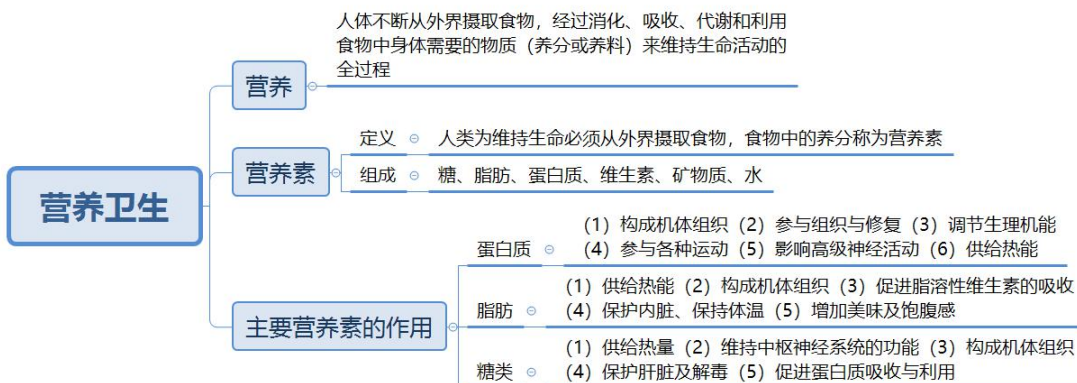 人体不断从外界摄取食物，经过消化、吸收、代谢和利用
食物中身体需要的物质（养分或养料）来维持生命活动的
全过程
营养
定义
人类为维持生命必须从外界摄取食物，食物中的养分称为营养素
营养素
组成
糖、脂肪、蛋白质、维生素、矿物质、水
营养卫生
蛋白质
（1）构成机体组织（2）参与组织与修复（3）调节生理机能
（4）参与各种运动（5）影响高级神经活动（6）供给热能
主要营养素的作用
脂肪
（1）供给热能（2）构成机体组织（3）促进脂溶性维生素的吸收
（4）保护内脏、保持体温（5）增加美味及饱腹感
糖类
（1）供给热量（2）维持中枢神经系统的功能（3）构成机体组织
（4）保护肝脏及解毒（5）促进蛋白质吸收与利用